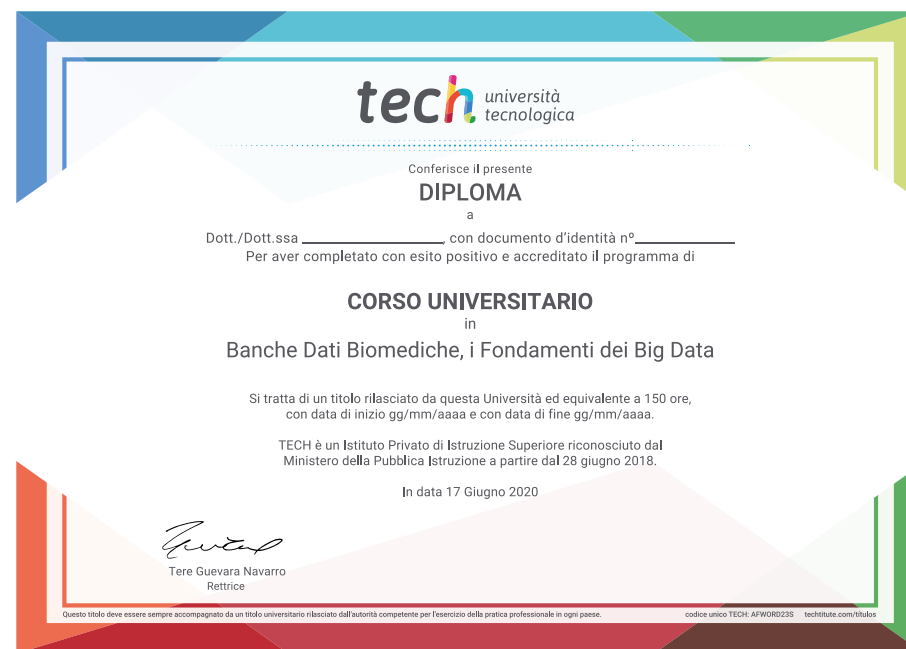 tech università
tecnologica
Conferisce il presente
DIPLOMA
a
Dott./Dott.ssa ________________, con documento d'identità nº____________
Per aver completato con esito positivo e accreditato il programma di
CORSO UNIVERSITARIO
in
Banche Dati Biomediche, i Fondamenti dei Big Data
Si tratta di un titolo rilasciato da questa Università ed equivalente a 150 ore,
con data di inizio gg/mm/aaaa e con data di fine gg/mm/aaaa.
TECH è un Istituto Privato di Istruzione Superiore riconosciuto dal
Ministero della Pubblica Istruzione a partire dal 28 giugno 2018.
In data 17 Giugno 2020
Tere Guevara Navarro
Rettrice
Questo titolo deve essere sempre accompagnato da un titolo universitario rilasciato dall'autorità competente per l'esercizio della pratica professionale in ogni paese. codice unico TECH: AFWORD23S techtitute.com/títulos